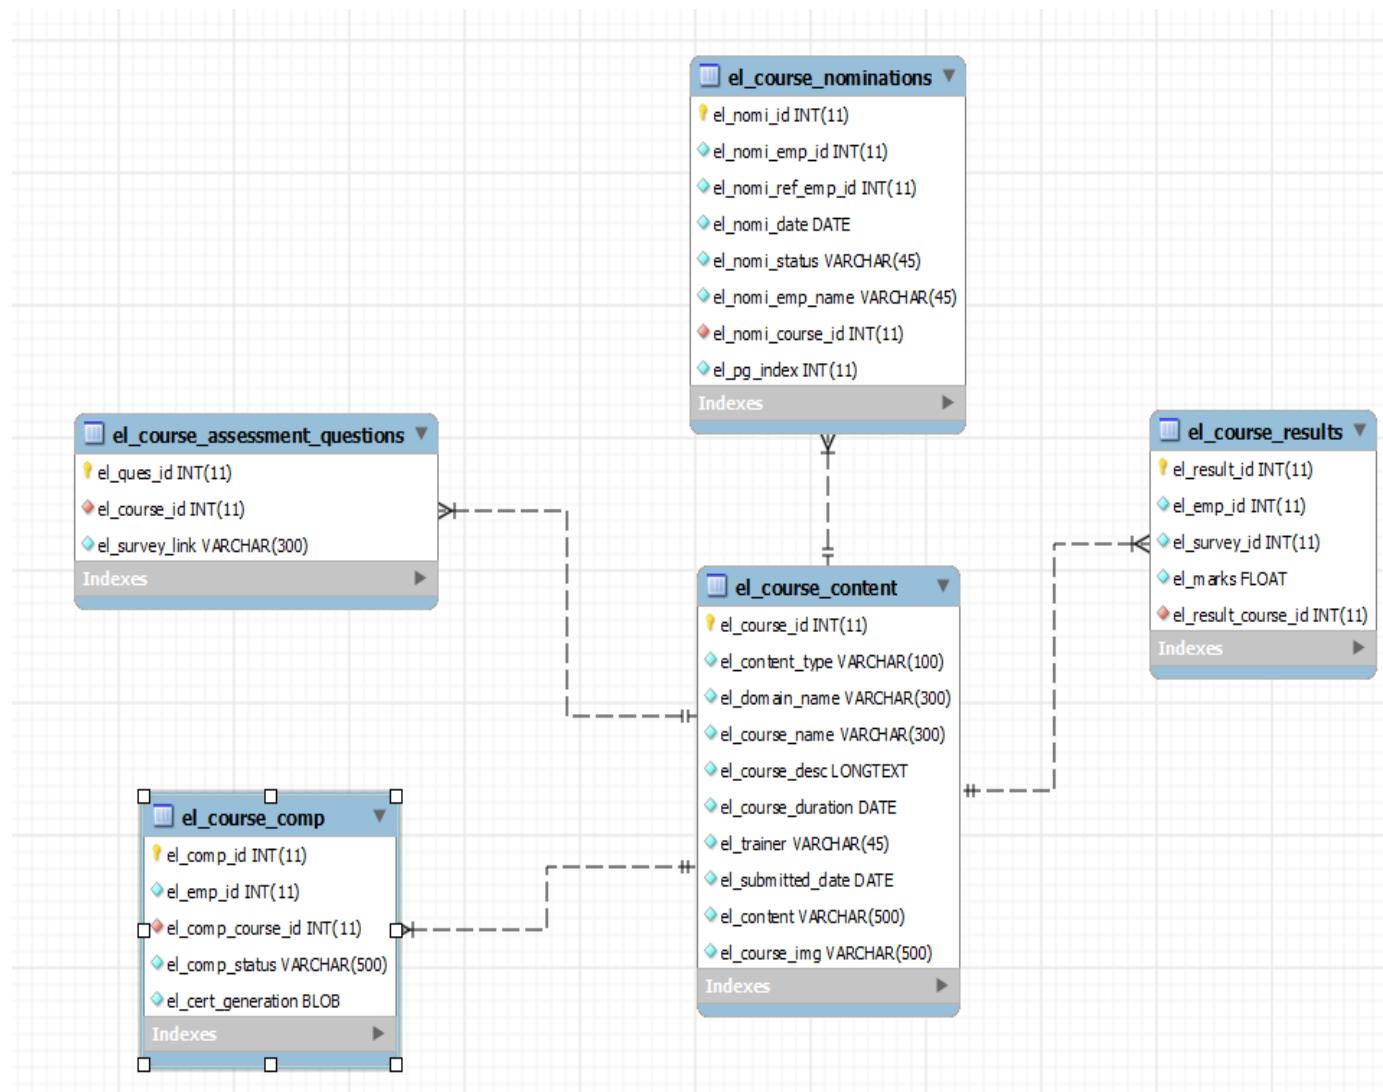 el_course_nominations
el_nomi_id INT(11)
el_nomi_emp_id INT(11)
el_nomi_ref_emp_id INT(11)
el_nomi_date DATE
el_nomi_status VARCHAR(45)
el_nomi_emp_name VARCHAR(45)
el_nomi_course_id INT(11)
el_pg_index INT(11)
Indexes
el_course_assessment_questions
el_ques_id INT(11)
el_course_id INT(11)
el_survey_link VARCHAR(300)
Indexes
el_course_results
el_result_id INT(11)
el_emp_id INT(11)
el_survey_id INT(11)
el_marks FLOAT
el_result_course_id INT(11)
Indexes
el_course_content
el_course_id INT(11)
el_content_type VARCHAR(100)
el_domain_name VARCHAR(300)
el_course_name VARCHAR(300)
el_course_desc LONGTEXT
el_course_duration DATE
el_trainer VARCHAR(45)
el_submitted_date DATE
el_content VARCHAR(500)
el_course_img VARCHAR(500)
Indexes
el_course_comp
el_comp_id INT(11)
el_emp_id INT(11)
el_comp_course_id INT(11)
el_comp_status VARCHAR(500)
el_cert_generation BLOB
Indexes